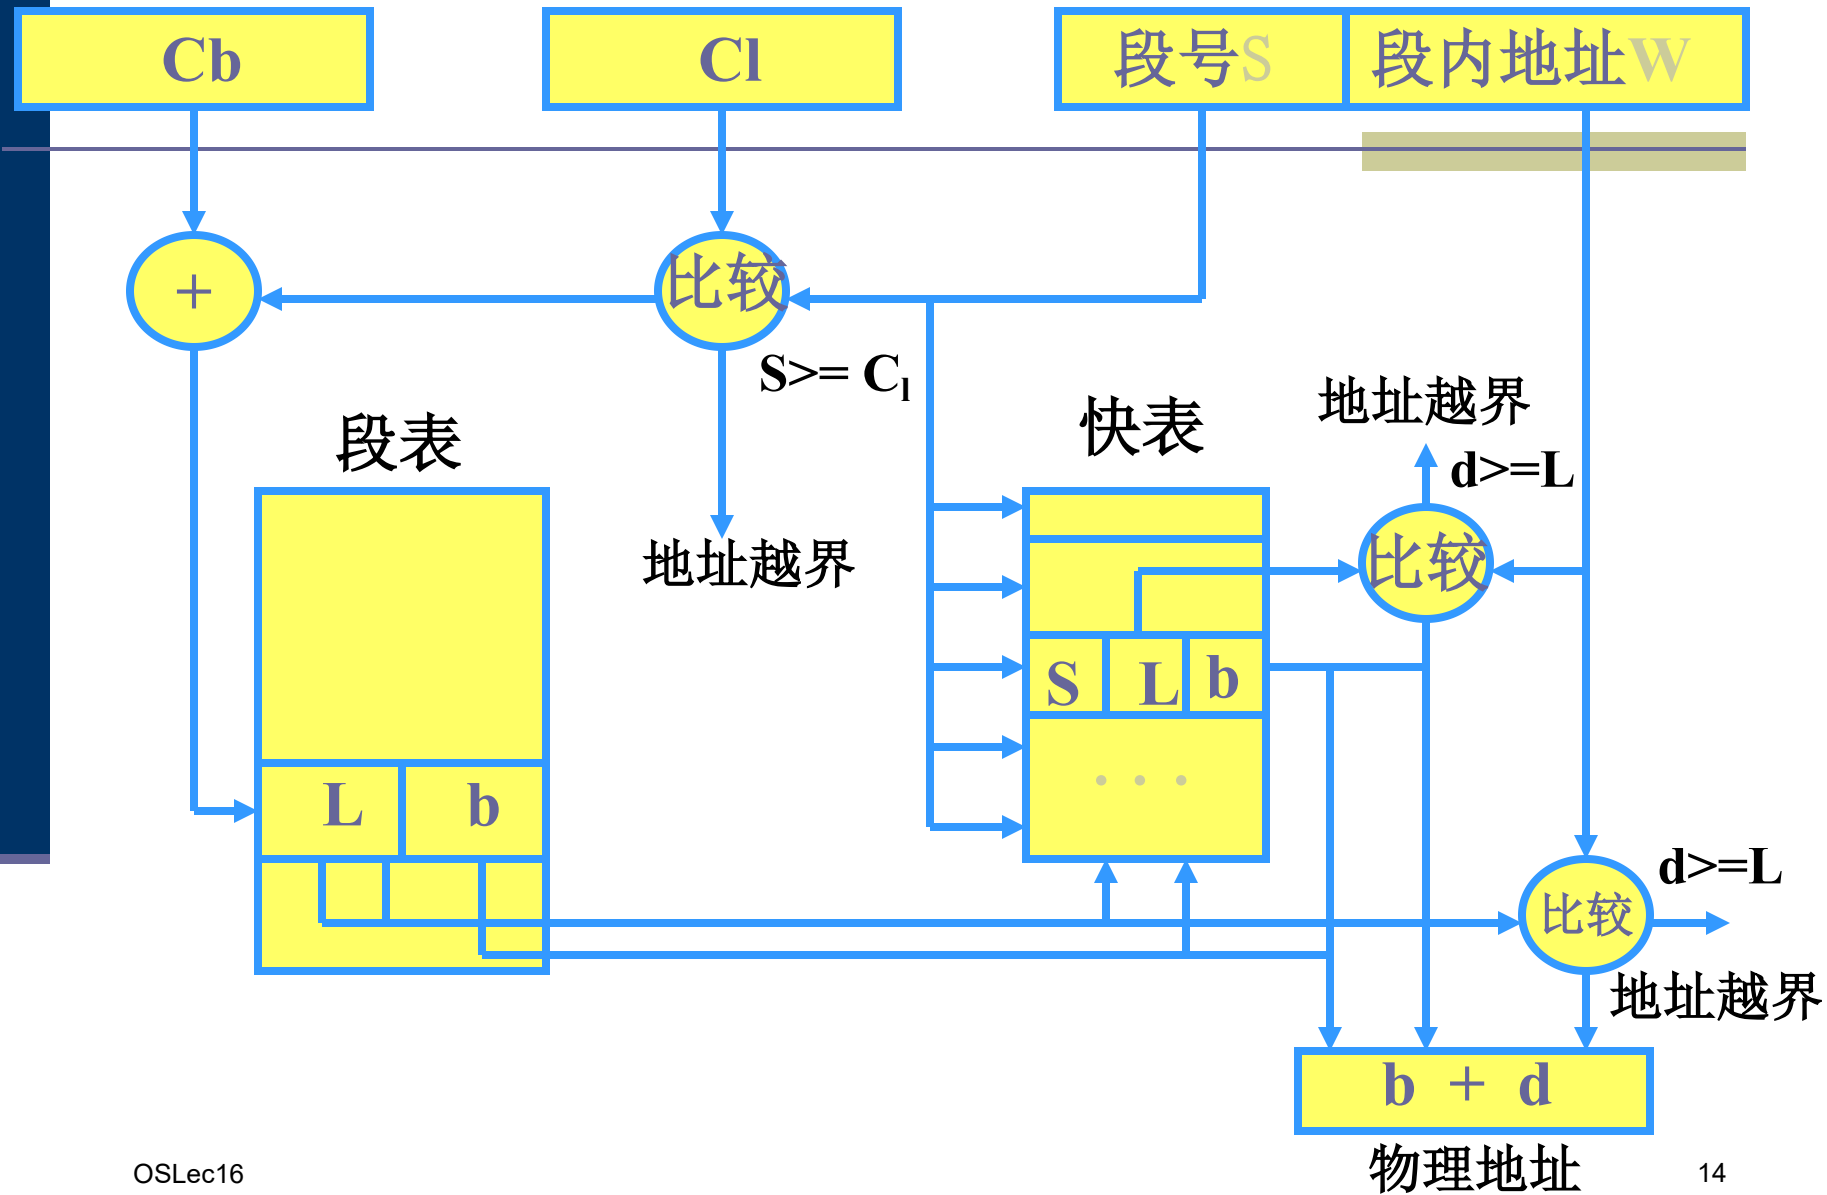 Cb
Cl
段号S
段内地址W
+
比较
S>= Cl
段表
快表
地址越界
d>=L
地址越界
比较
S
L
b
L
b
. . .
d>=L
比较
地址越界
b + d
物理地址
OSLec16
14